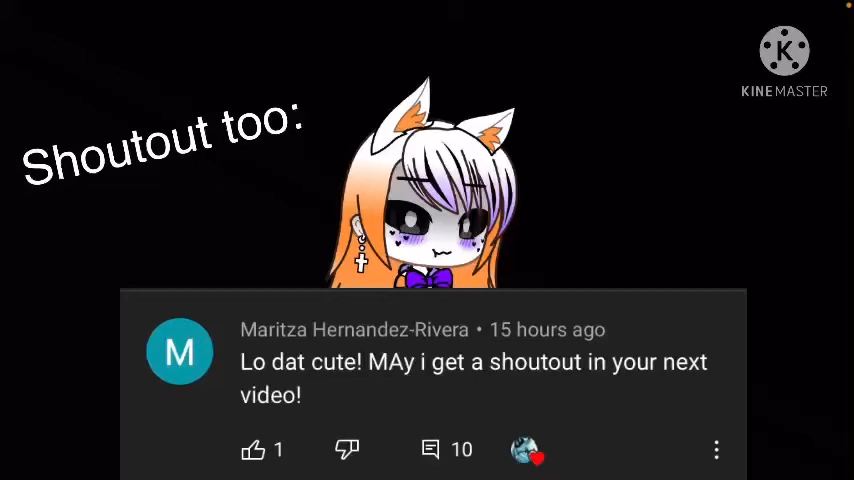 KINEMASTER
Shoutout too:
Maritza Hernandez-Rivera • 15 hours ago
M
Lo dat cute! MAy i get a shoutout in your next
video!
1
10